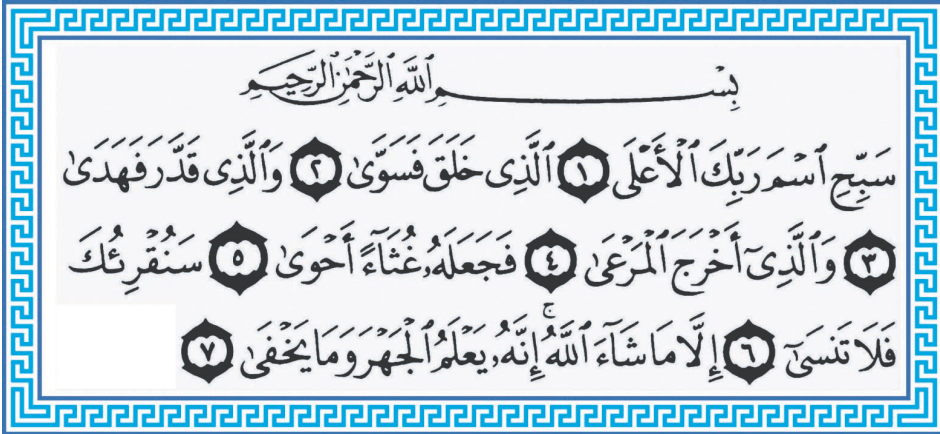 بِسْمِ ٱللَّهِ ٱلرَّحْمَٰنِ ٱلرَّحِيمِ
سَبِّحِ ٱسْمَ رَبِّكَ ٱلْأَعْلَى ١ ٱلَّذِى خَلَقَ فَسَوَّىٰ ٢ وَٱلَّذِى قَدَّرَ فَهَدَىٰ
٣ وَٱلَّذِىٓ أَخْرَجَ ٱلْمَرْعَىٰ ٤ فَجَعَلَهُۥ غُثَآءً أَحْوَىٰ ٥ سَنُقْرِئُكَ
فَلَا تَنسَىٰٓ ٦ إِلَّا مَا شَآءَ ٱللَّهُ ۚ إِنَّهُۥ يَعْلَمُ ٱلْجَهْرَ وَمَا يَخْفَىٰ ٧